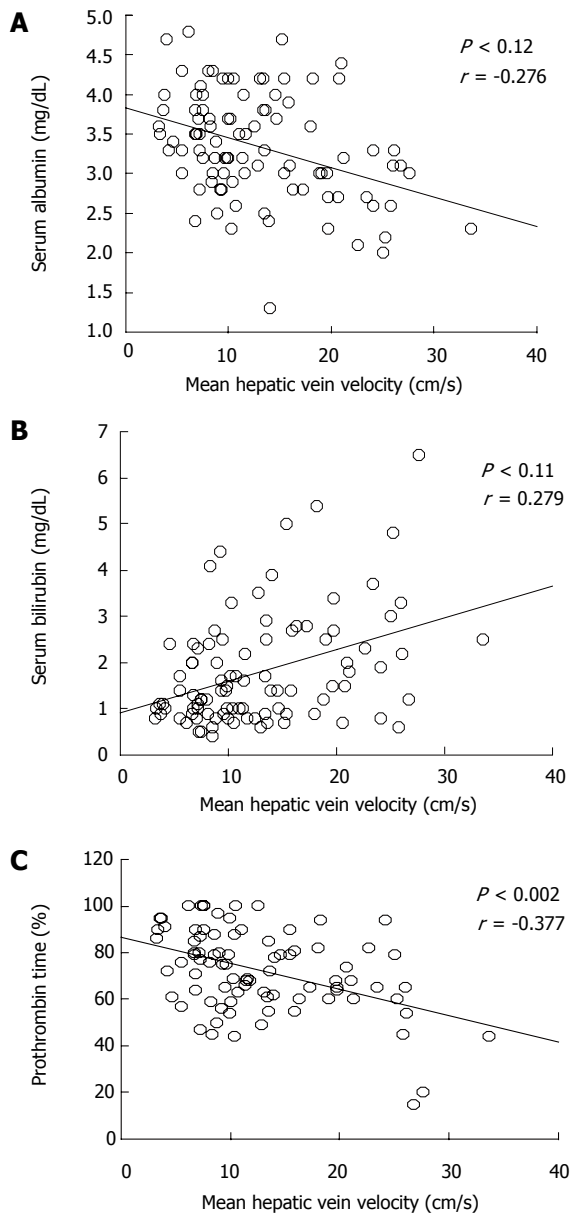 A
P < 0.12
r = -0.276
Serum albumin (mg/dL)
5.0
4.5
4.0
3.5
3.0
2.5
2.0
1.5
1.0
0 10 20 30 40
Mean hepatic vein velocity (cm/s)
B
P < 0.11
r = 0.279
Serum bilirubin (mg/dL)
7
6
5
4
3
2
1
0
0 10 20 30 40
Mean hepatic vein velocity (cm/s)
C
P < 0.002
r = -0.377
Prothrombin time (%)
120
100
80
60
40
20
0
0 10 20 30 40
Mean hepatic vein velocity (cm/s)